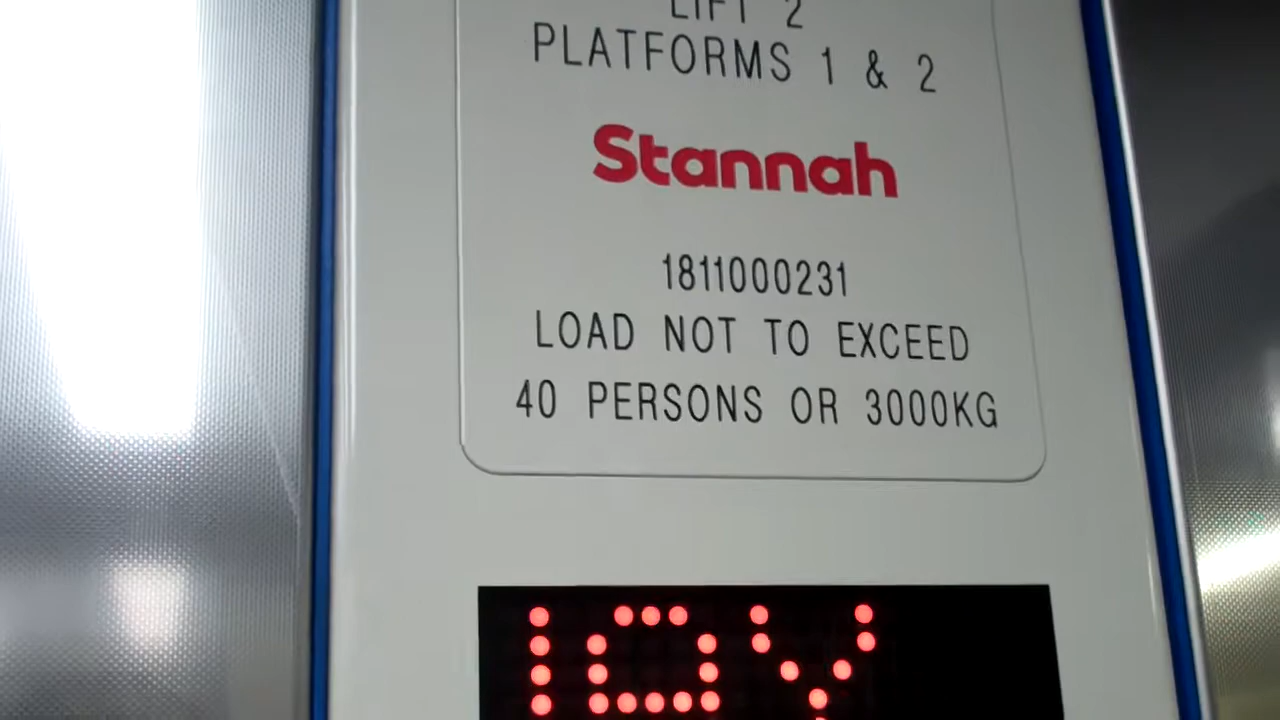 LIFT 2
PLATFORMS 1 & 2
Stannah
1811000231
LOAD NOT TO EXCEED
40 PERSONS OR 3000KG